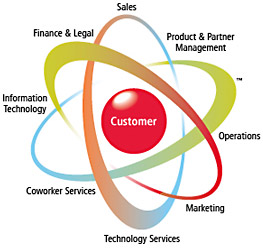 Sales
Finance & Legal
Product & Partner
Management
™
Information
Technology
Customer
Operations
Coworker Services
Marketing
Technology Services